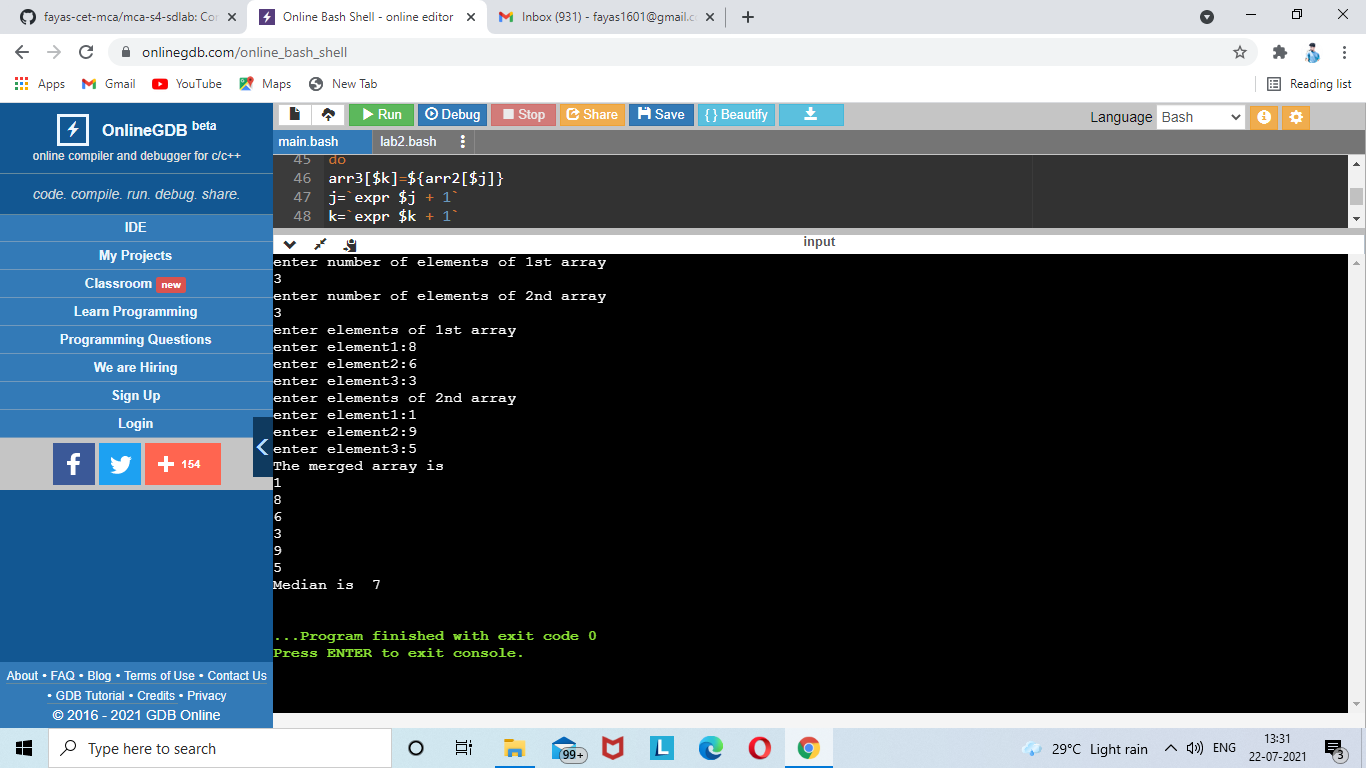 fayas-cet-mca/mca-s4-sdlab: Cor
Online Bash Shell - online editor
Inbox (931) - fayas1601@gmail.c
onlinegdb.com/online_bash_shell
Apps Gmail YouTube Maps New Tab Reading list
OnlineGDB beta
online compiler and debugger for c/c++
code. compile. run. debug. share.
IDE
My Projects
Classroom new
Learn Programming
Programming Questions
We are Hiring
Sign Up
Login
f + 154
About • FAQ • Blog • Terms of Use • Contact Us
• GDB Tutorial • Credits • Privacy
© 2016 - 2021 GDB Online
Run Debug Stop Share Save { } Beautify Language Bash
main.bash lab2.bash
45 do
46 arr3[$k]=${arr2[$j]}
47 j=`expr $j + 1`
48 k=`expr $k + 1`
input
enter number of elements of 1st array
3
enter number of elements of 2nd array
3
enter elements of 1st array
enter element1:8
enter element2:6
enter element3:3
enter elements of 2nd array
enter element1:1
enter element2:9
enter element3:5
The merged array is
1
8
6
3
9
5
Median is  7
...Program finished with exit code 0
Press ENTER to exit console.
Type here to search
99+
L
29°C Light rain
ENG
13:31
22-07-2021
3